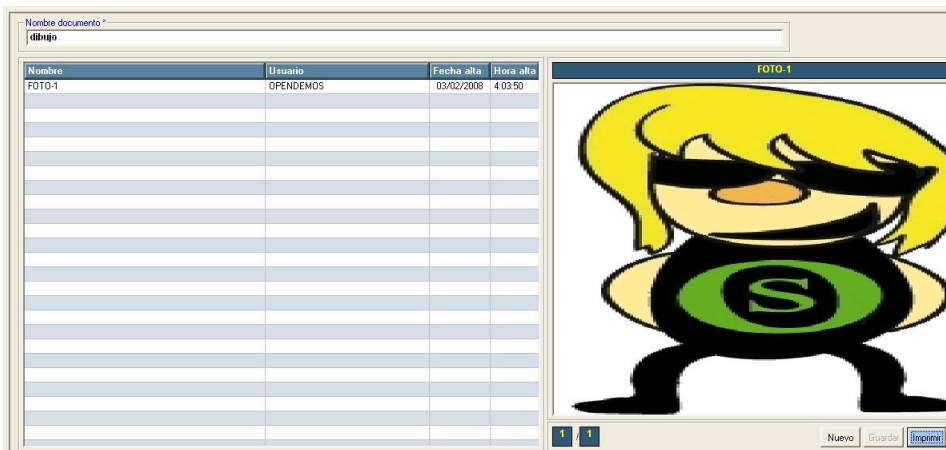 Nombre documento *
dibujo
Nombre Usuario Fecha alta Hora alta
FOTO-1 OPENDEMOS 03/02/2008 4:03:50
FOTO-1
S
1 / 1
Nuevo Guardar Imprimir